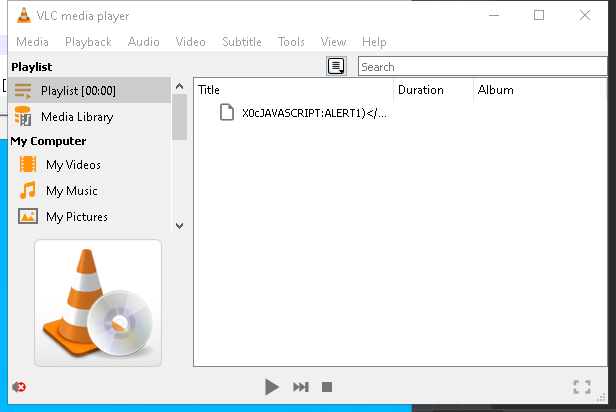 VLC media player
Media Playback Audio Video Subtitle Tools View Help
Playlist
Search
Playlist [00:00]
Media Library
My Computer
My Videos
My Music
My Pictures
Title Duration Album
X0cJAVASCRIPT:ALERT1)</...